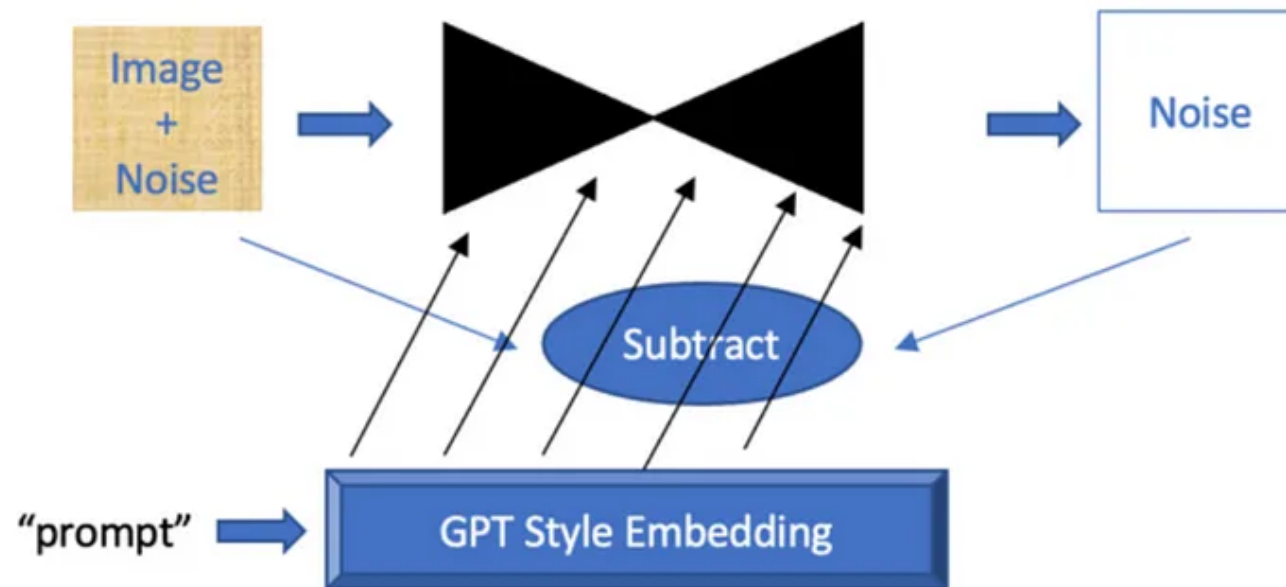 Image
+
Noise
Noise
Subtract
“prompt”
GPT Style Embedding